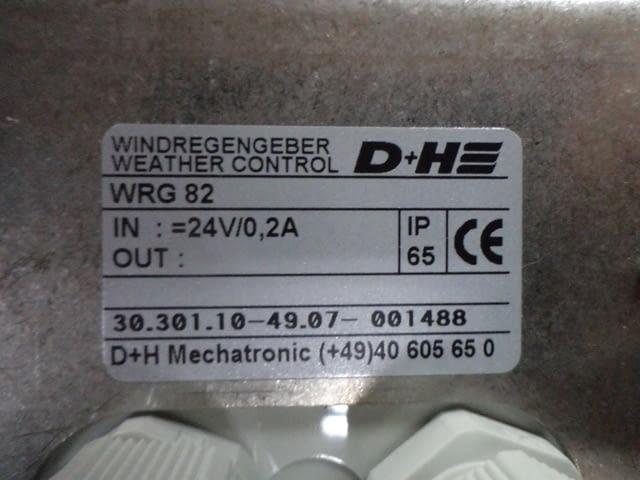 WINDREGENGEBER
WEATHER CONTROL
D+H
WRG 82
IN : =24V/0,2A
OUT :
IP
65
CE
30.301.10-49.07- 001488
D+H Mechatronic (+49)40 605 65 0